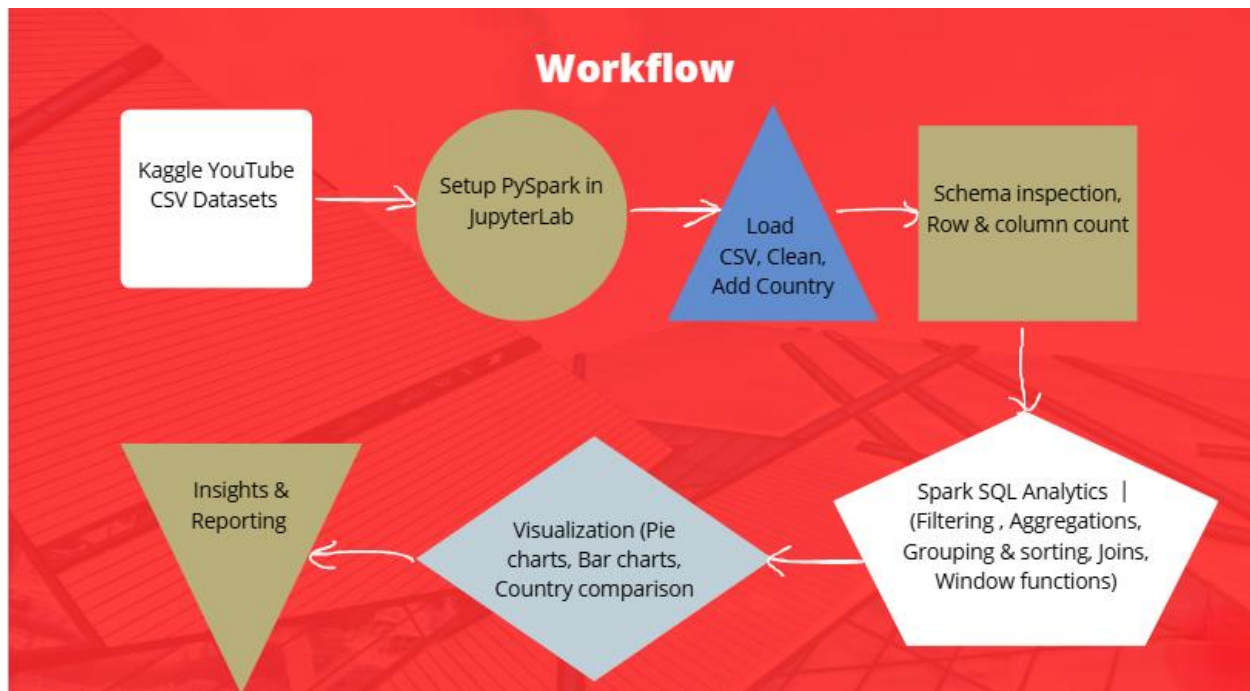 Workflow
Kaggle YouTube
CSV Datasets
Setup PySpark in
JupyterLab
Load
CSV, Clean,
Add Country
Schema inspection,
Row & column count
Spark SQL Analytics |
(Filtering , Aggregations,
Grouping & sorting, Joins,
Window functions)
Visualization (Pie
charts, Bar charts,
Country comparison
Insights &
Reporting